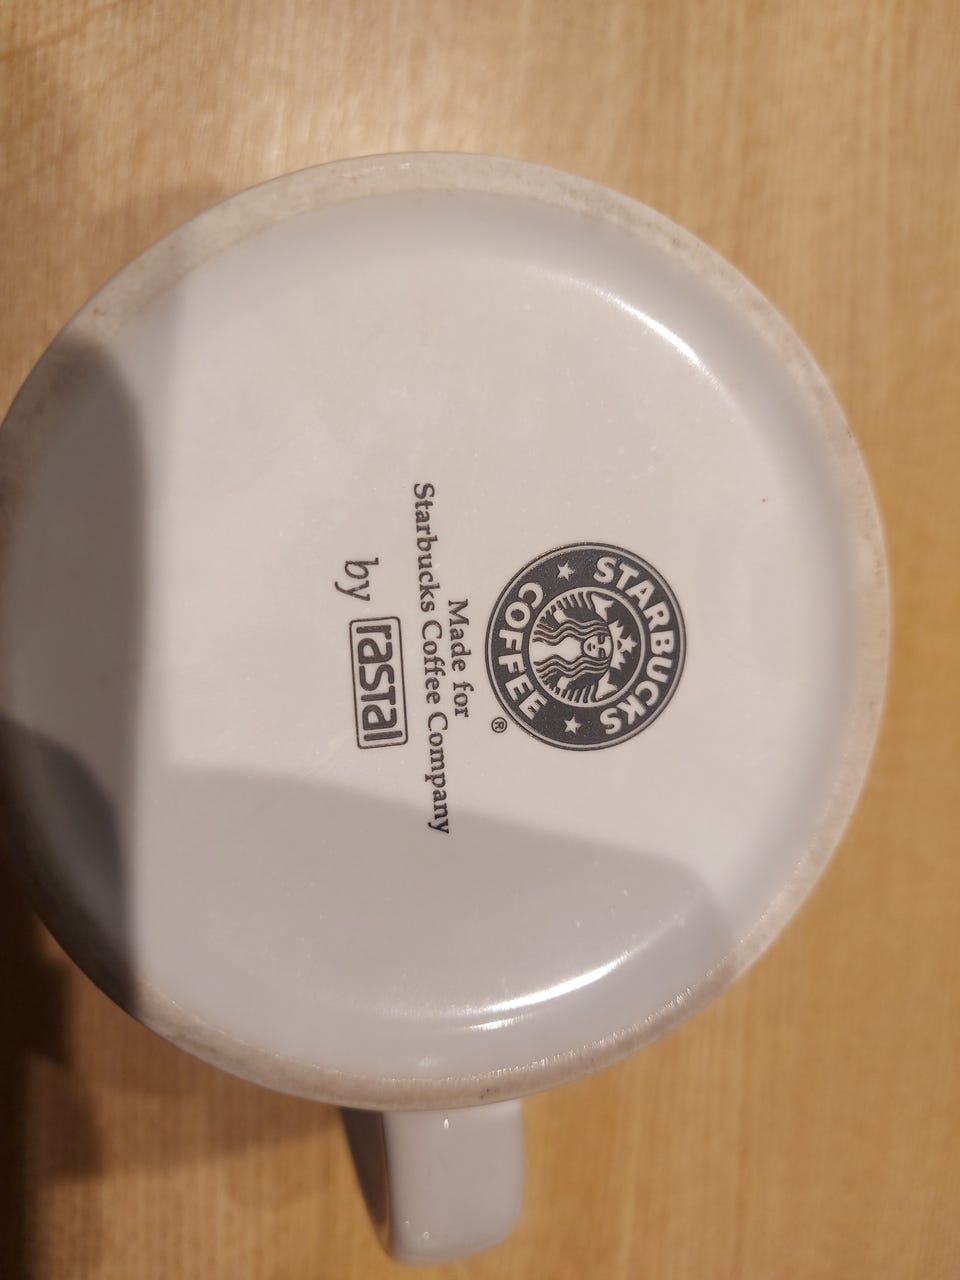 STARBUCKS
COFFEE
®
Made for
Starbucks Coffee Company
by rastal